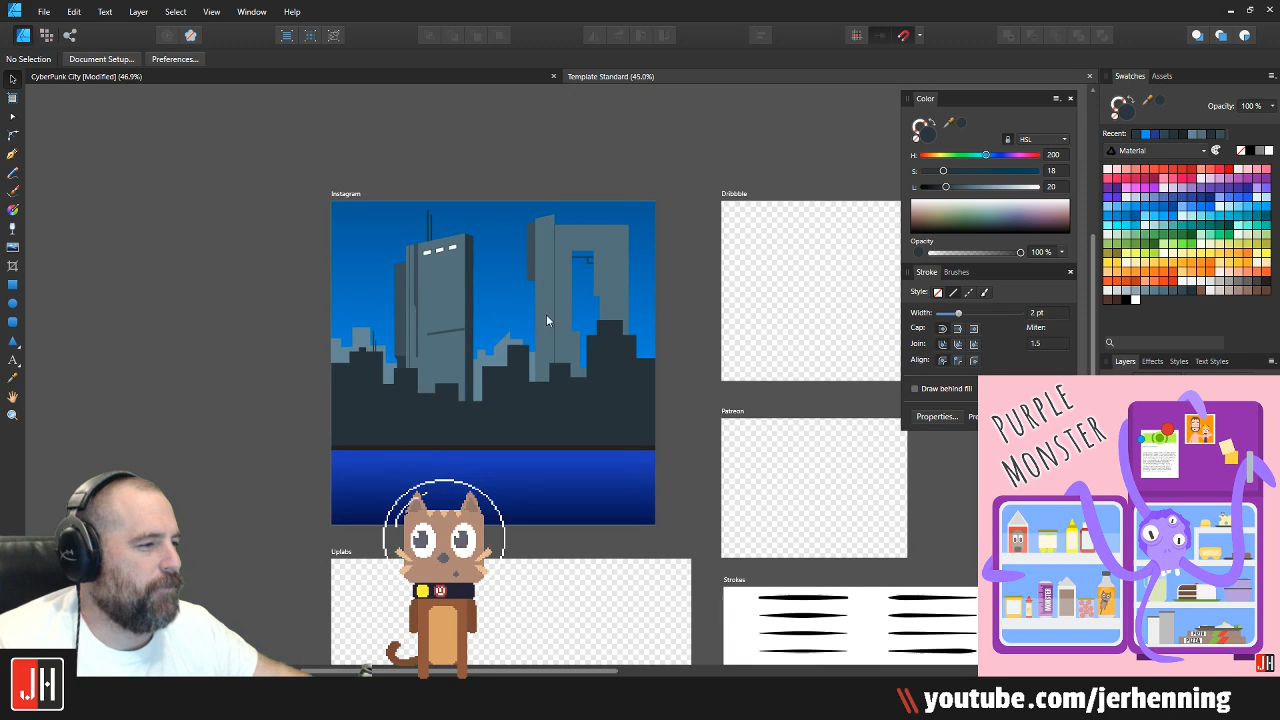 File Edit Text Layer Select View Window Help
No Selection Document Setup... Preferences...
CyberPunk City [Modified] (46.9%) Template Standard (45.0%)
Swatches Assets
Color
Opacity: 100 %
HSL
Recent:
Material
H: 200
S: 18
L: 20
Opacity
100 %
Stroke Brushes
Style:
Width: 2 pt
Cap: Miter:
Join: 1.5
Align:
Draw behind fill
Properties...
Layers Effects Styles Text Styles
Instagram
Dribbble
Patreon
Uplabs
Strokes
PURPLE
MONSTER
JH
JH
\\ youtube.com/jerhenning